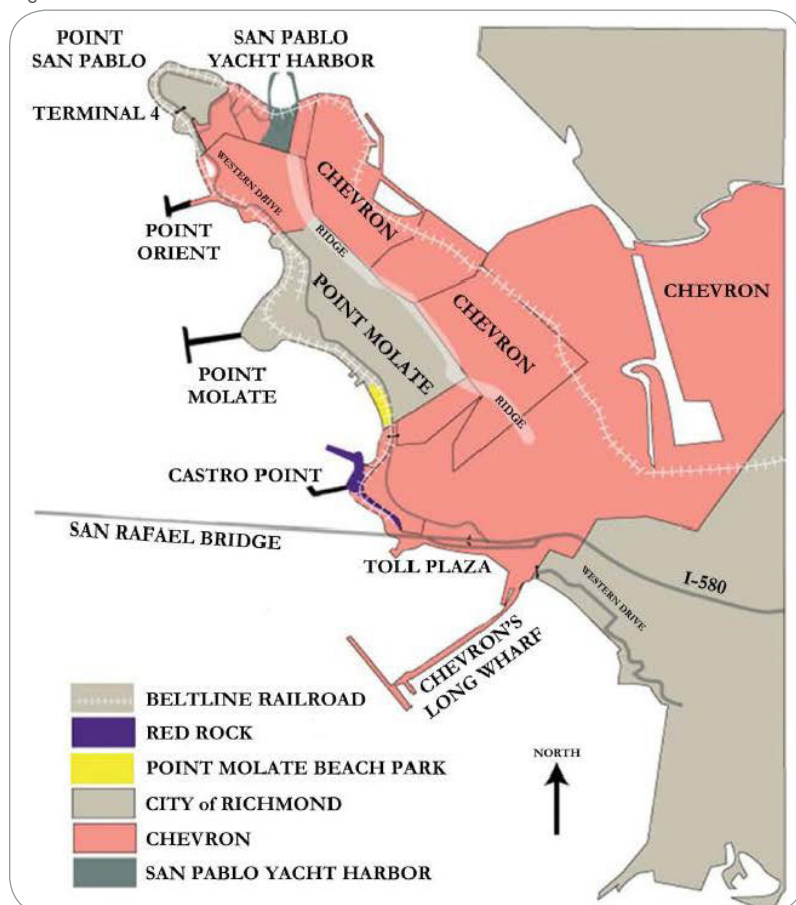 POINT
SAN PABLO
SAN PABLO
YACHT HARBOR
TERMINAL 4
WESTERN DRIVE
CHEVRON
POINT
ORIENT
RIDGE
POINT MOLATE
CHEVRON
CHEVRON
POINT
MOLATE
RIDGE
CASTRO POINT
SAN RAFAEL BRIDGE
TOLL PLAZA
I-580
WESTERN DRIVE
CHEVRON'S
LONG WHARF
NORTH
BELTLINE RAILROAD
RED ROCK
POINT MOLATE BEACH PARK
CITY of RICHMOND
CHEVRON
SAN PABLO YACHT HARBOR